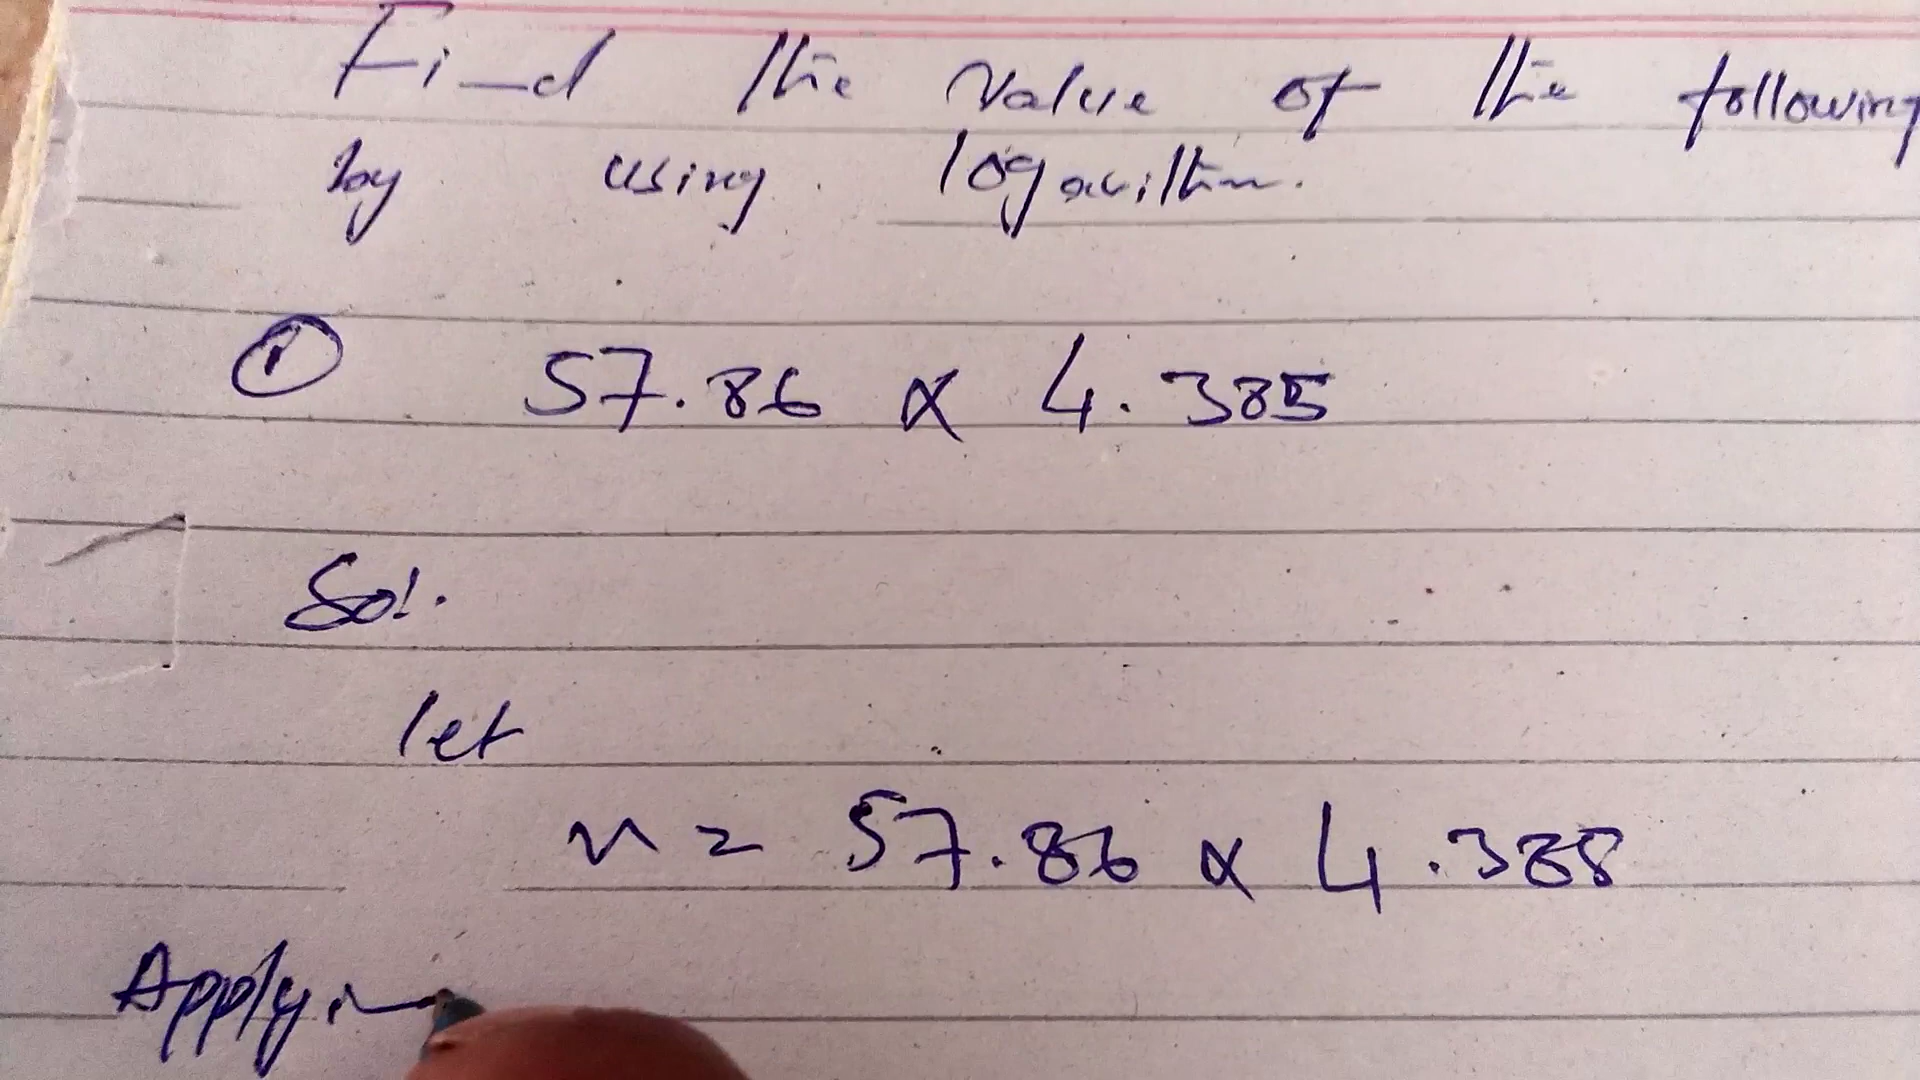 Find the value of the following
by using logarithm.
① 57.86 × 4.385
Sol.
let
x = 57.86 × 4.388
Applyin